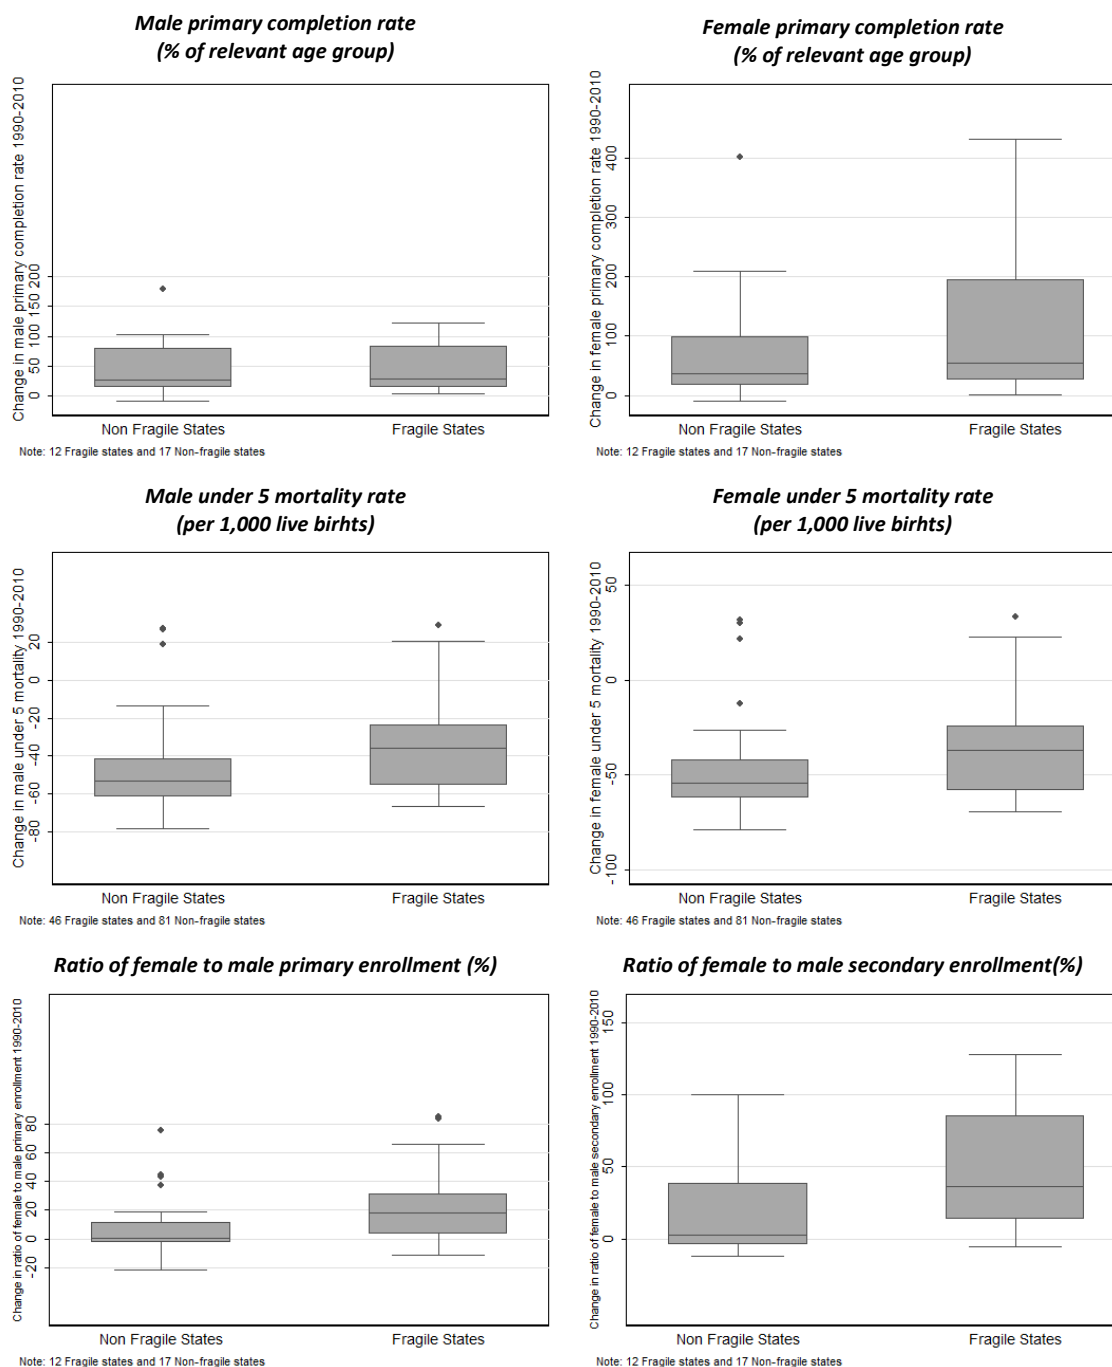 Male primary completion rate
(% of relevant age group)
Change in male primary completion rate 1990-2010
200
150
100
50
0
Non Fragile States
Fragile States
Note: 12 Fragile states and 17 Non-fragile states
Female primary completion rate
(% of relevant age group)
Change in female primary completion rate 1990-2010
400
300
200
100
0
Non Fragile States
Fragile States
Note: 12 Fragile states and 17 Non-fragile states
Male under 5 mortality rate
(per 1,000 live birhts)
Change in male under 5 mortality 1990-2010
20
0
-20
-40
-60
-80
Non Fragile States
Fragile States
Note: 46 Fragile states and 81 Non-fragile states
Female under 5 mortality rate
(per 1,000 live birhts)
Change in female under 5 mortality 1990-2010
50
0
-50
-100
Non Fragile States
Fragile States
Note: 46 Fragile states and 81 Non-fragile states
Ratio of female to male primary enrollment (%)
Change in ratio of female to male primary enrollment 1990-2010
80
60
40
20
0
-20
Non Fragile States
Fragile States
Note: 12 Fragile states and 17 Non-fragile states
Ratio of female to male secondary enrollment(%)
Change in ratio of female to male secondary enrollment 1990-2010
150
100
50
0
Non Fragile States
Fragile States
Note: 12 Fragile states and 17 Non-fragile states